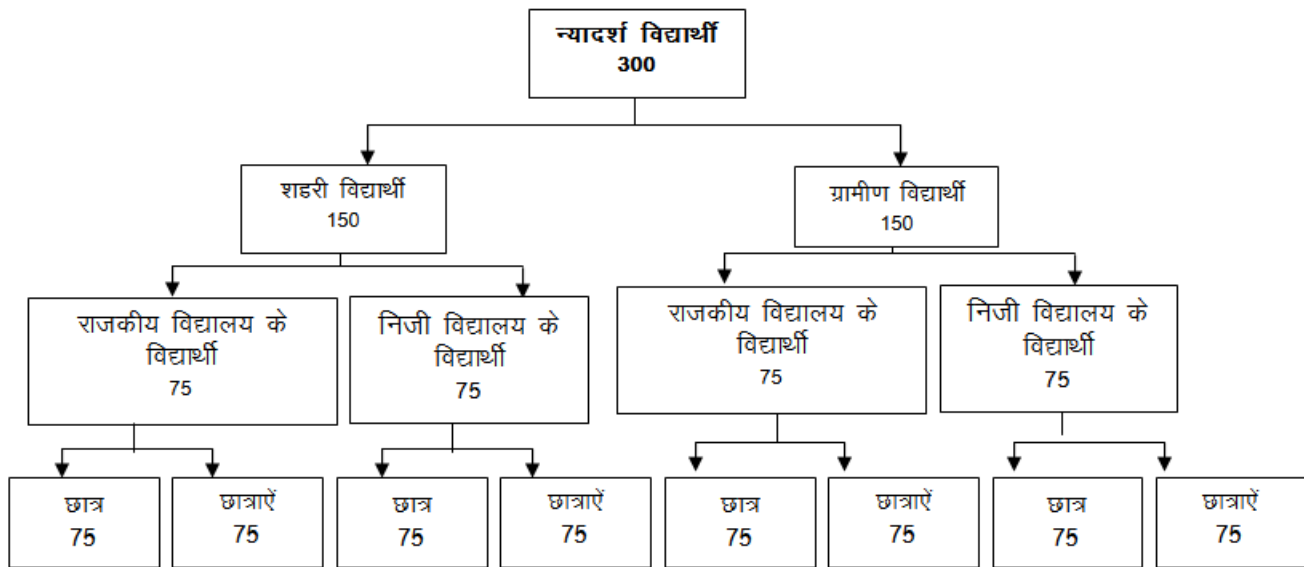 न्यादर्श विद्यार्थी
300
शडरी विद्यार्थी
150
ग्रामीण विद्यार्थी
150
राजकीय विद्यालय के
विद्यार्थी
75
निजी विद्यालय के
विद्यार्थी
75
राजकीय विद्यालय के
विद्यार्थी
75
निजी विद्यालय के
विद्यार्थी
75
छात्र
75
छात्राऐं
75
छात्र
75
छात्राऐं
75
छात्र
75
छात्राऐं
75
छात्र
75
छात्राऐं
75